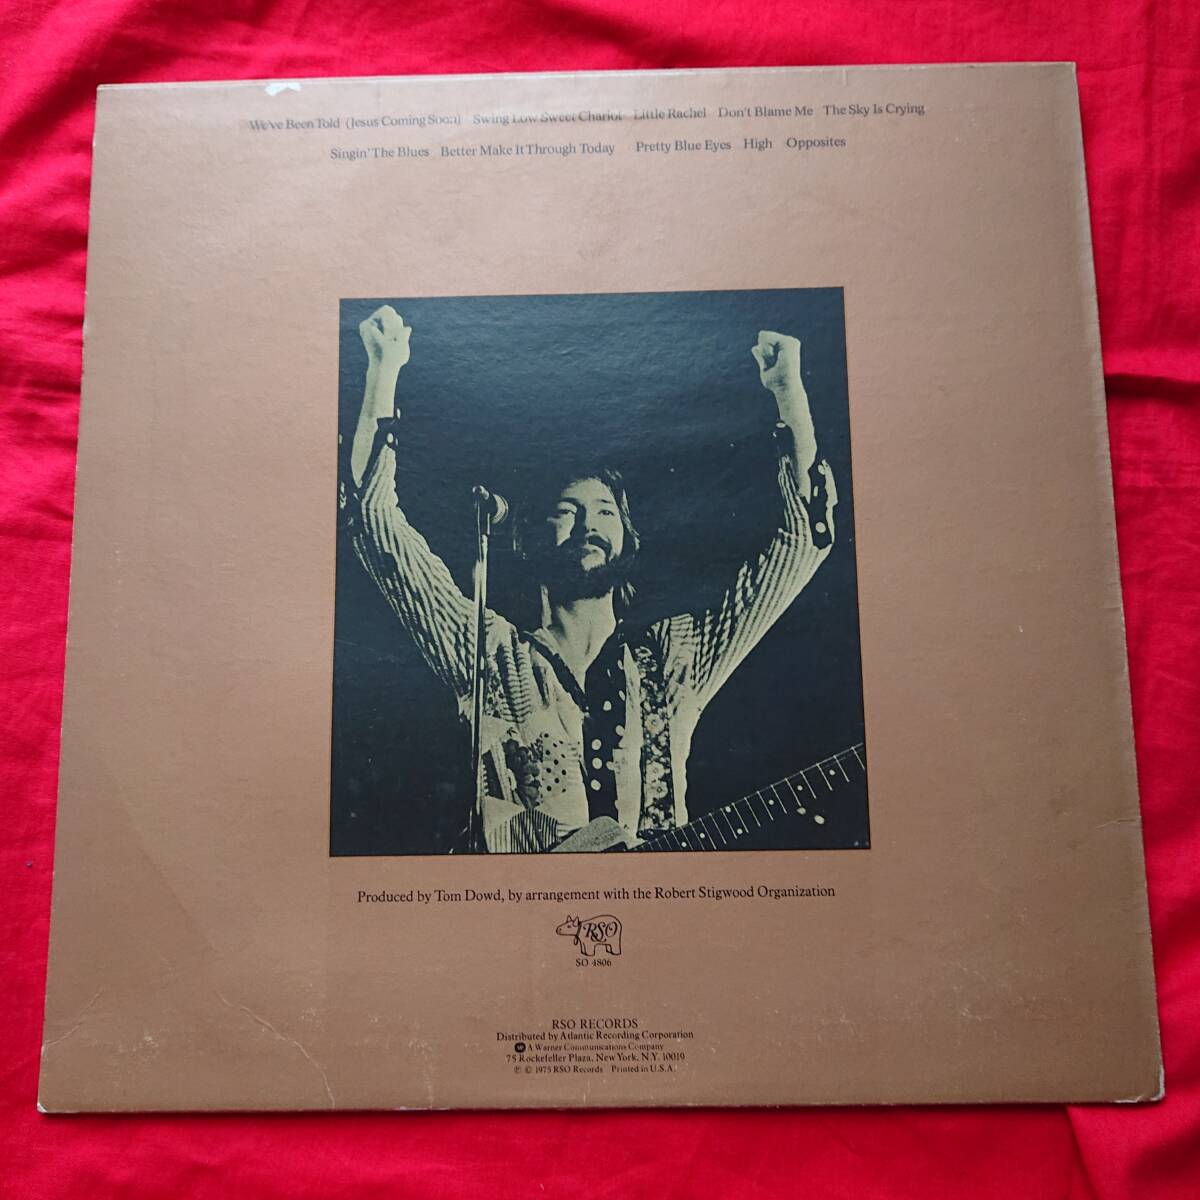 We've Been Told (Jesus Coming Soon) Swing Low Sweet Chariot Little Rachel Don't Blame Me The Sky Is Crying
Singin' The Blues Better Make It Through Today Pretty Blue Eyes High Opposites
Produced by Tom Dowd, by arrangement with the Robert Stigwood Organization
RSO
SO 4806
RSO RECORDS
Distributed by Atlantic Recording Corporation
A Warner Communications Company
75 Rockefeller Plaza, New York, N.Y. 10019
℗ © 1975 RSO Records Printed in U.S.A.